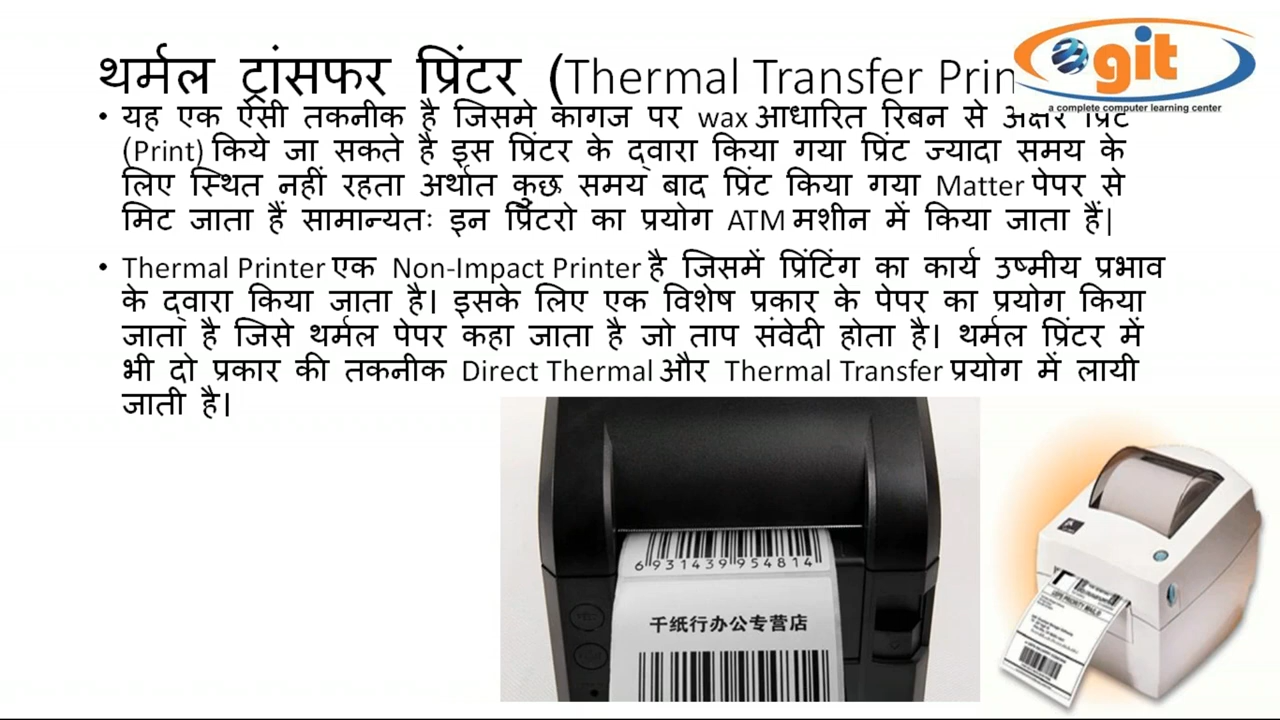 थर्मल ट्रांसफर प्रिंटर (Thermal Transfer Prin
egit
a complete computer learning center
• यह एक ऐसी तकनीक है जिसमे कागज पर wax आधारित रिबन से अक्षर प्रिंट
(Print) किये जा सकते है इस प्रिंटर के द्वारा किया गया प्रिंट ज्यादा समय के
लिए स्थित नहीं रहता अर्थात कुछ समय बाद प्रिंट किया गया Matter पेपर से
मिट जाता हैं सामान्यतः इन प्रिंटरो का प्रयोग ATM मशीन में किया जाता हैं|
• Thermal Printer एक Non-Impact Printer है जिसमें प्रिंटिंग का कार्य उष्मीय प्रभाव
के द्वारा किया जाता है। इसके लिए एक विशेष प्रकार के पेपर का प्रयोग किया
जाता है जिसे थर्मल पेपर कहा जाता है जो ताप संवेदी होता है। थर्मल प्रिंटर में
भी दो प्रकार की तकनीक Direct Thermal और Thermal Transfer प्रयोग में लायी
जाती है।
6 931439 954814
千纸行办公专营店